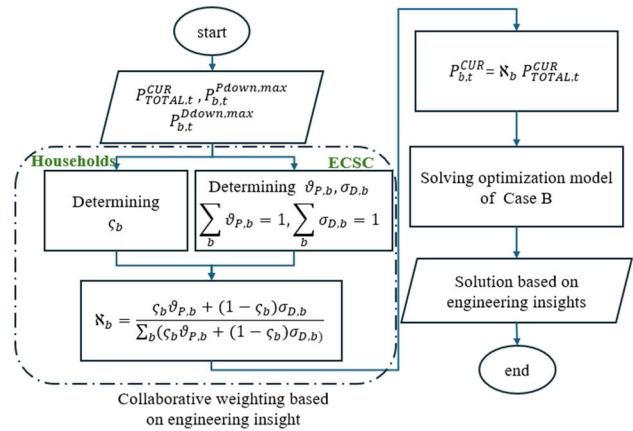 start
P_{TOTAL,t}^{CUR} , P_{b,t}^{Pdown,max}
P_{b,t}^{Ddown,max}
Households
ECSC
Determining
ς_b
Determining ϑ_{P,b}, σ_{D,b}
∑_b ϑ_{P,b} = 1, ∑_b σ_{D,b} = 1
ℵ_b = \frac{ς_b ϑ_{P,b} + (1 − ς_b)σ_{D,b}}{∑_b(ς_b ϑ_{P,b} + (1 − ς_b)σ_{D,b})}
Collaborative weighting based
on engineering insight
P_{b,t}^{CUR} = ℵ_b P_{TOTAL,t}^{CUR}
Solving optimization model
of Case B
Solution based on
engineering insights
end